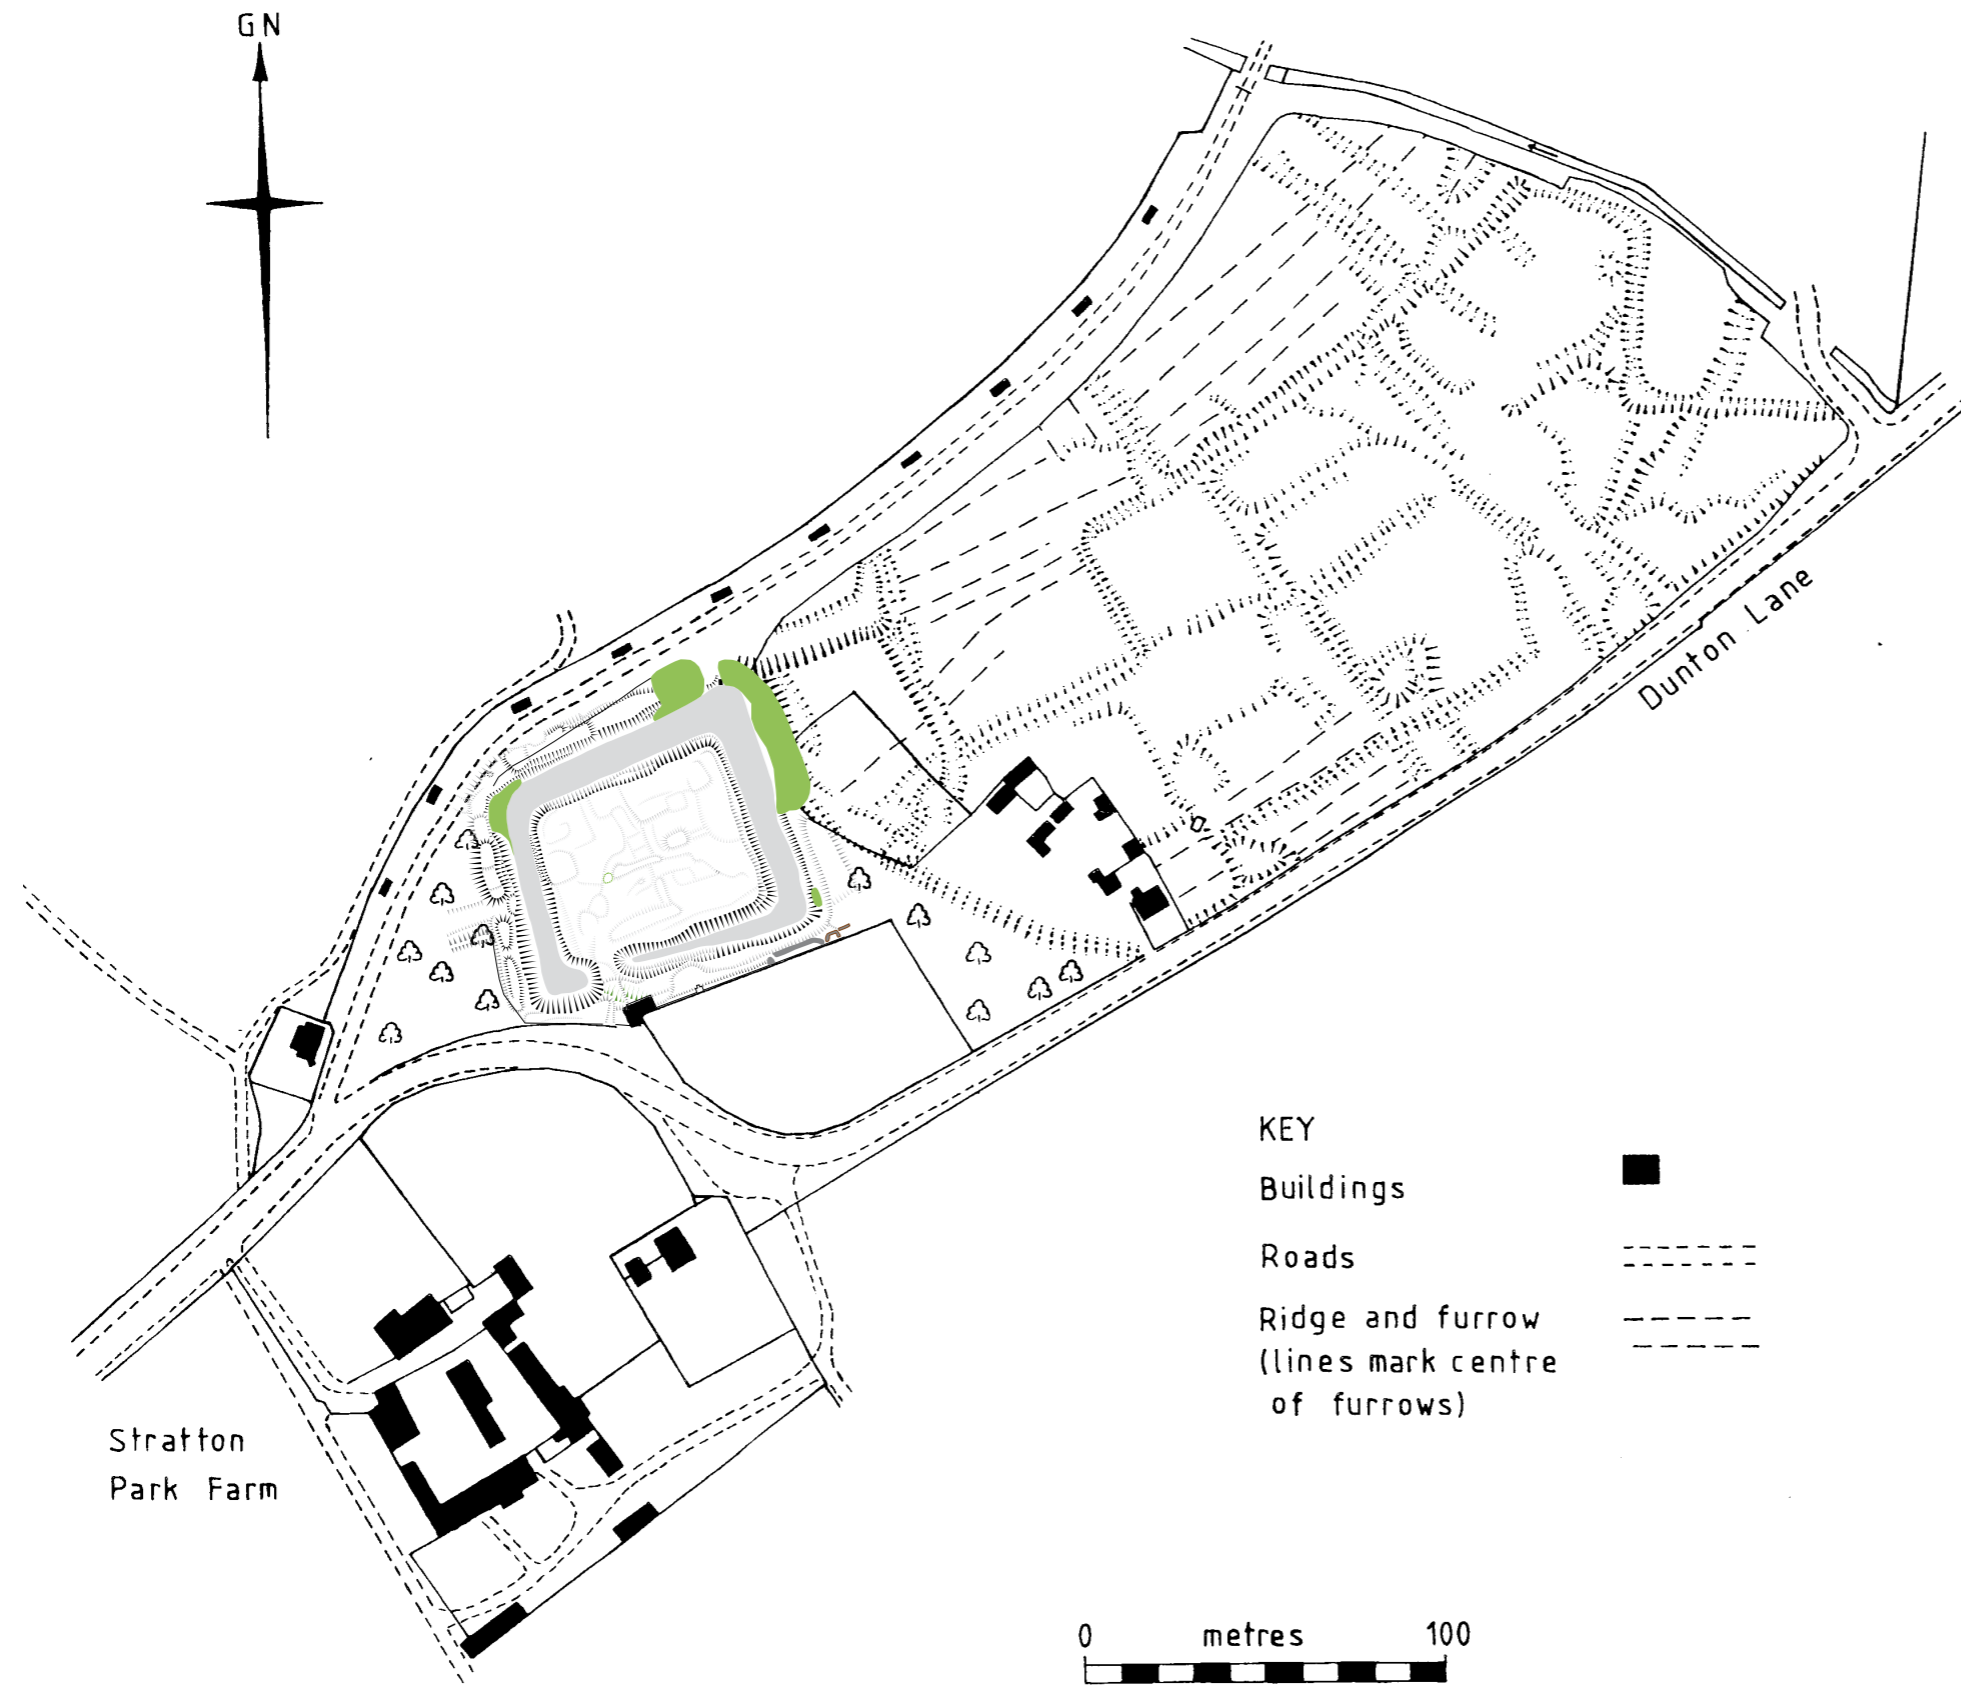 GN
Dunton Lane
KEY
Buildings
Roads
Ridge and furrow
(lines mark centre
of furrows)
Stratton
Park Farm
0 metres 100